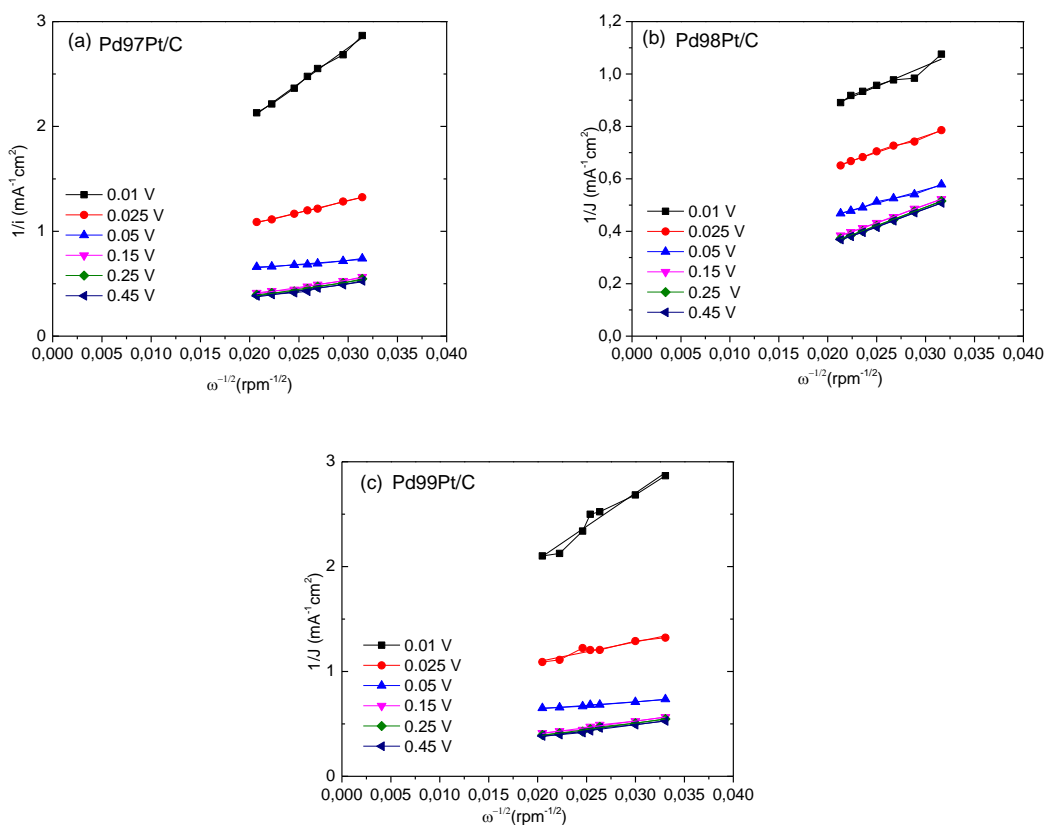 (a) Pd97Pt/C
3
2
1
0
1/i (mA⁻¹cm²)
0.01 V
0.025 V
0.05 V
0.15 V
0.25 V
0.45 V
0,000 0,005 0,010 0,015 0,020 0,025 0,030 0,035 0,040
ω⁻¹/²(rpm⁻¹/²)
(b) Pd98Pt/C
1,2
1,0
0,8
0,6
0,4
0,2
0,0
1/J (mA⁻¹cm²)
0.01 V
0.025 V
0.05 V
0.15 V
0.25 V
0.45 V
0,000 0,005 0,010 0,015 0,020 0,025 0,030 0,035 0,040
ω⁻¹/²(rpm⁻¹/²)
(c) Pd99Pt/C
3
2
1
0
1/J (mA⁻¹cm²)
0.01 V
0.025 V
0.05 V
0.15 V
0.25 V
0.45 V
0,000 0,005 0,010 0,015 0,020 0,025 0,030 0,035 0,040
ω⁻¹/²(rpm⁻¹/²)